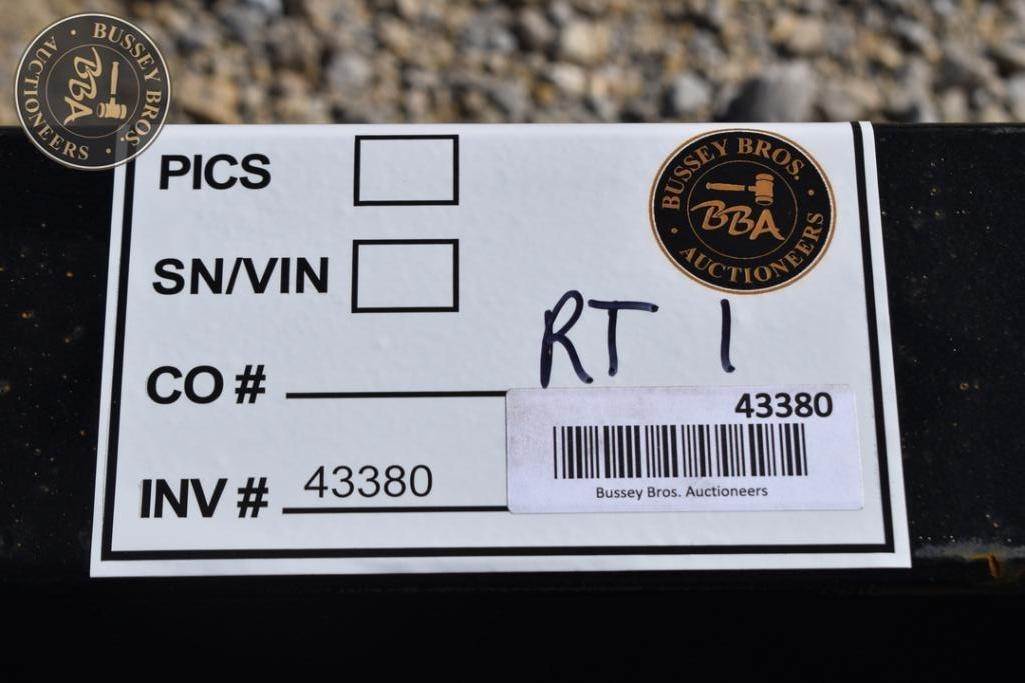 BUSSEY BROS.
BBA
AUCTIONEERS
PICS
BUSSEY BROS.
BBA
AUCTIONEERS
SN/VIN
RT 1
CO #
43380
INV # 43380
Bussey Bros. Auctioneers